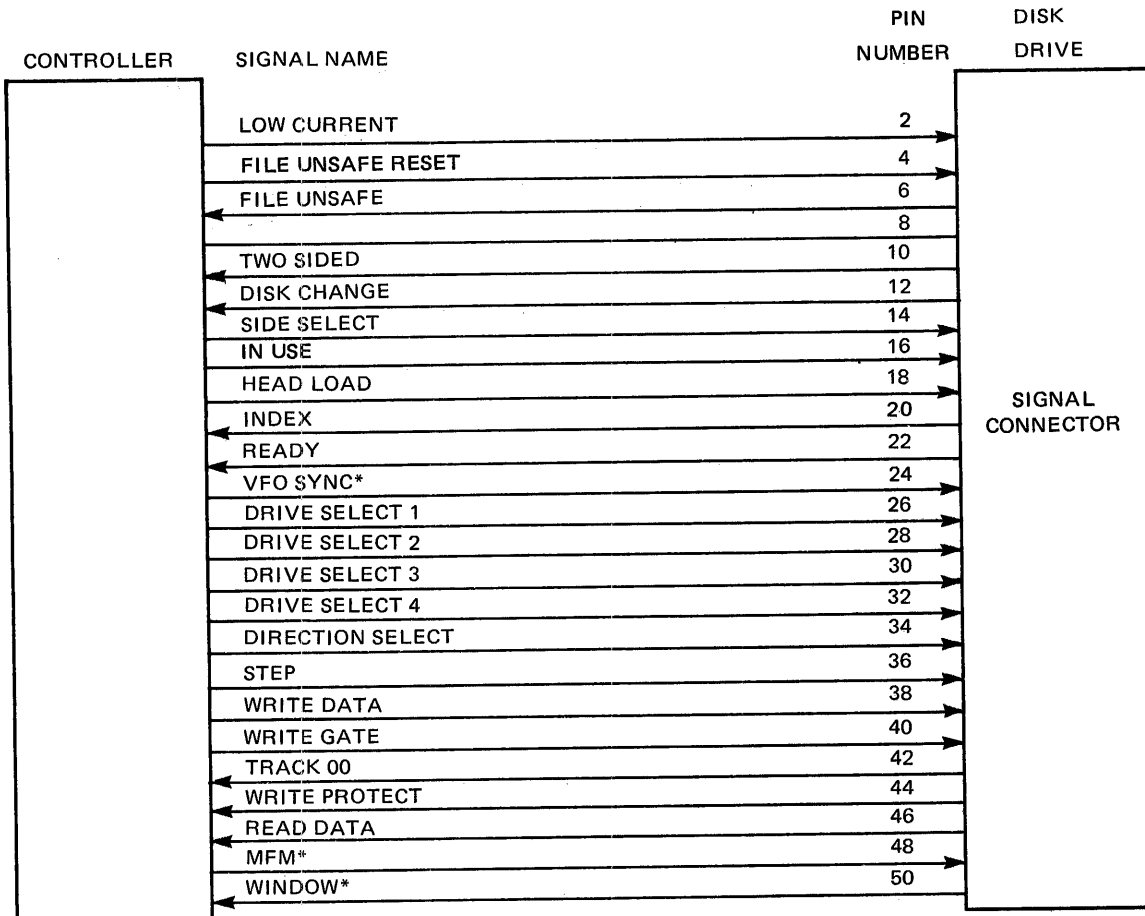 PIN DISK
CONTROLLER SIGNAL NAME NUMBER DRIVE
LOW CURRENT 2
FILE UNSAFE RESET 4
FILE UNSAFE 6
8
TWO SIDED 10
DISK CHANGE 12
SIDE SELECT 14
IN USE 16
HEAD LOAD 18
INDEX 20
READY 22
VFO SYNC* 24
DRIVE SELECT 1 26
DRIVE SELECT 2 28
DRIVE SELECT 3 30
DRIVE SELECT 4 32
DIRECTION SELECT 34
STEP 36
WRITE DATA 38
WRITE GATE 40
TRACK 00 42
WRITE PROTECT 44
READ DATA 46
MFM* 48
WINDOW* 50
SIGNAL
CONNECTOR